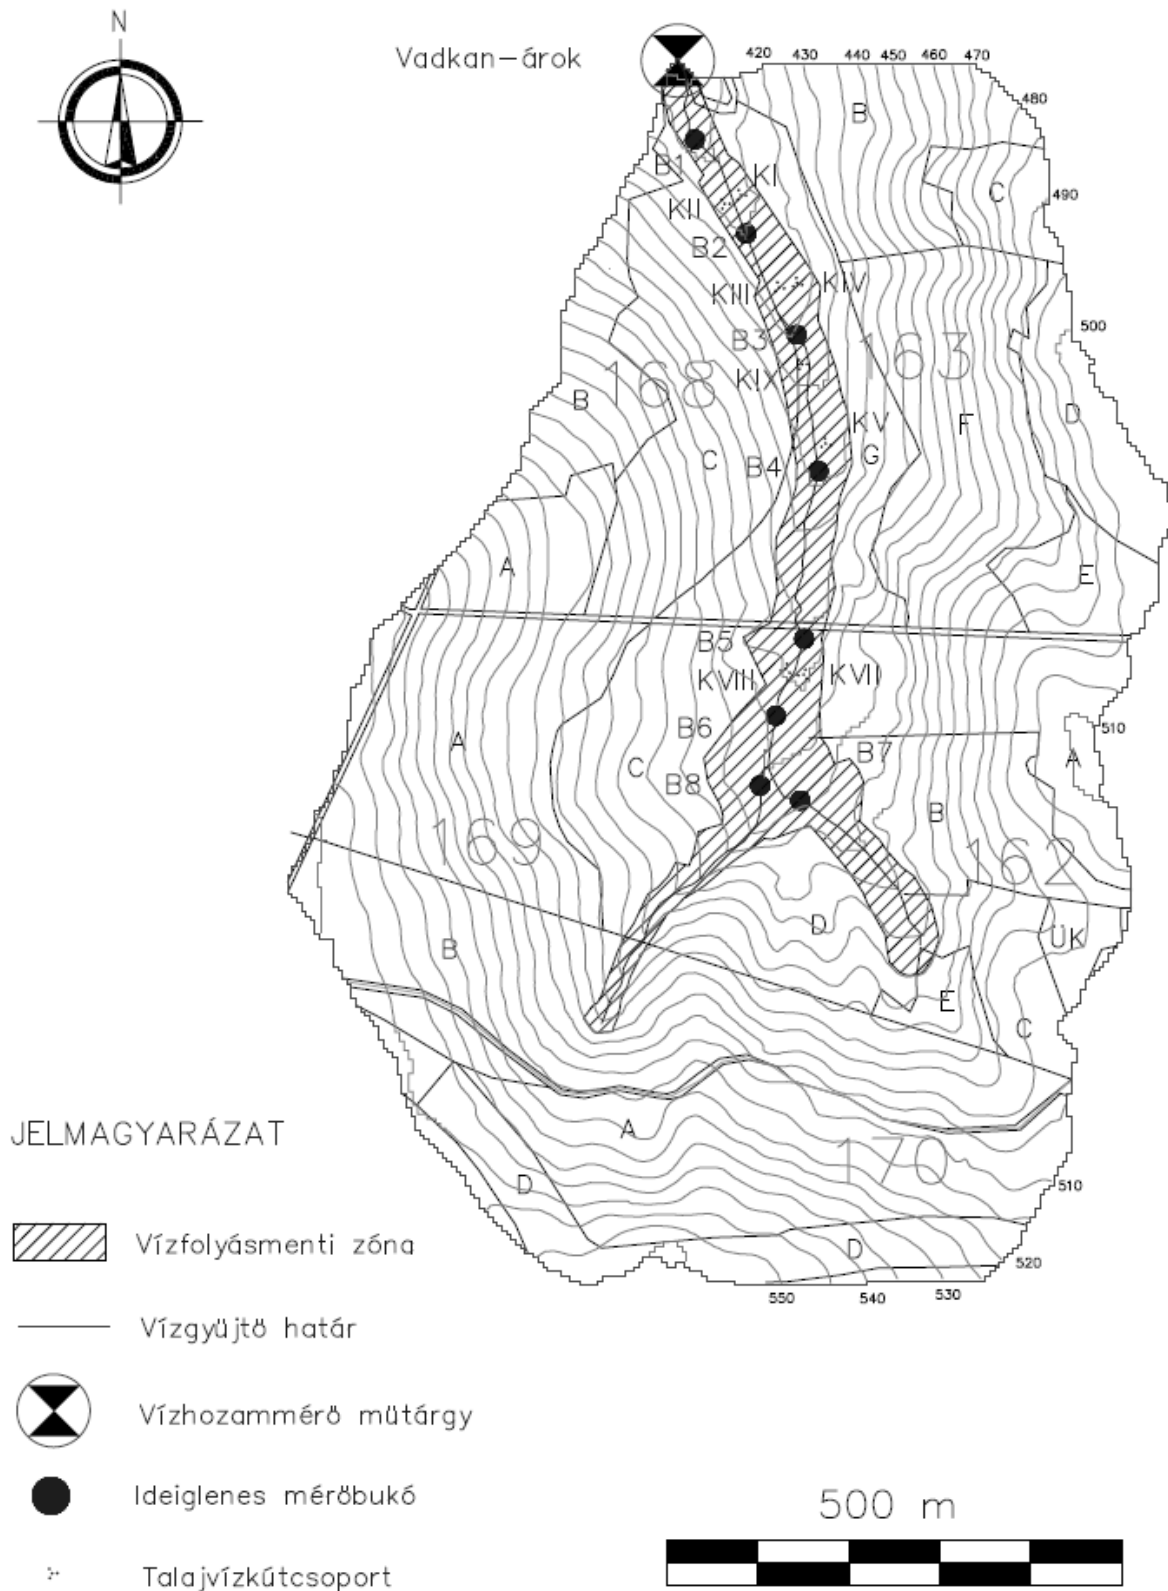 N
Vadkan-árok
420 430 440 450 460 470
480
B
B1
KI
C
490
KII
B2
KIII
KIV
500
B3
163
168
KIX
B
D
F
KV
C
B4
G
A
E
B5
KVIII
KVII
B6
510
A
B7
A
C
B8
B
169
162
D
ÜK
B
E
C
A
JELMAGYARÁZAT
170
D
510
Vízfolyásmenti zóna
D
520
550 540 530
Vízgyüjtő határ
Vízhozammérő mütárgy
Ideiglenes mérőbukó
500 m
Talajvízkútcsoport